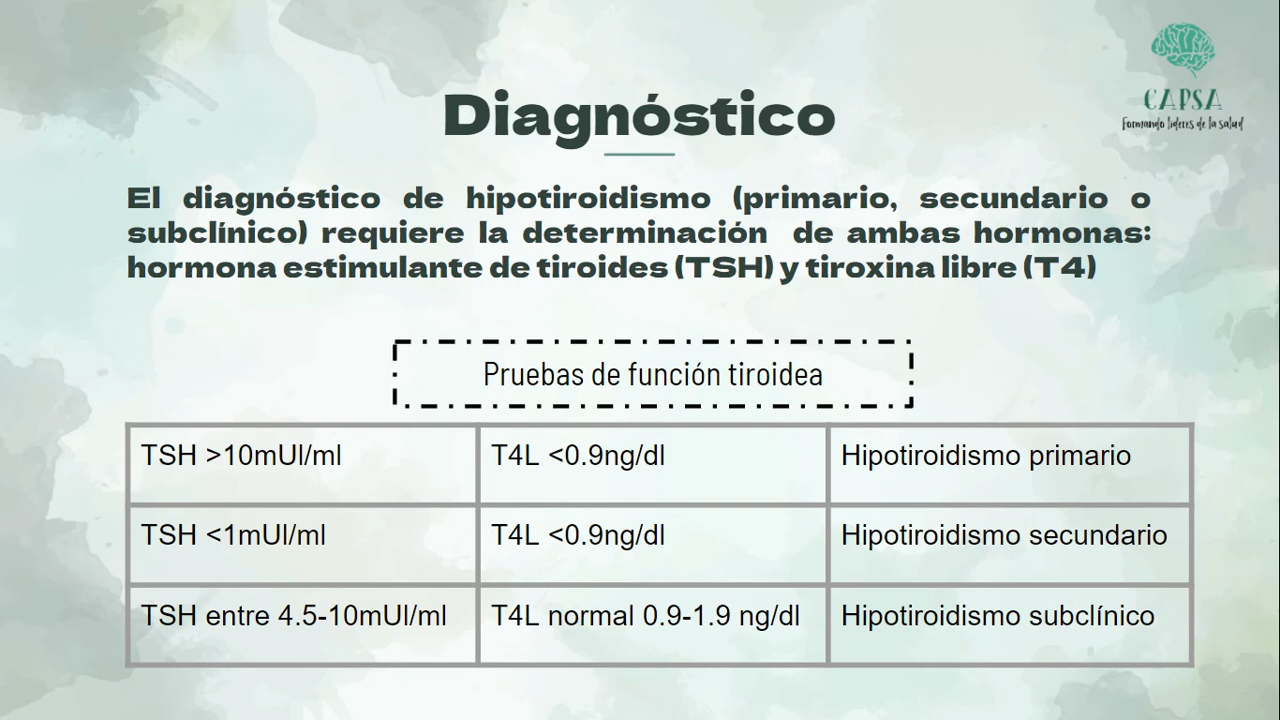 CAPSA
Formando líderes de la salud
Diagnóstico
El diagnóstico de hipotiroidismo (primario, secundario o
subclínico) requiere la determinación de ambas hormonas:
hormona estimulante de tiroides (TSH) y tiroxina libre (T4)
Pruebas de función tiroidea
TSH >10mUI/ml T4L <0.9ng/dl Hipotiroidismo primario
TSH <1mUI/ml T4L <0.9ng/dl Hipotiroidismo secundario
TSH entre 4.5-10mUI/ml T4L normal 0.9-1.9 ng/dl Hipotiroidismo subclínico